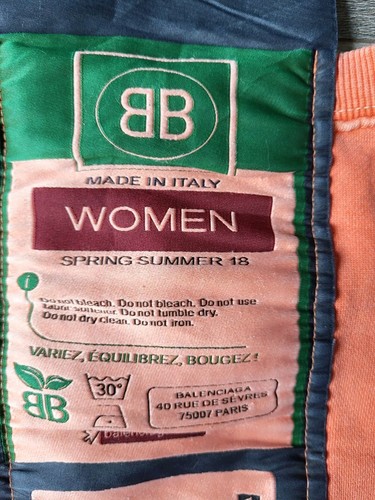 BB
MADE IN ITALY
WOMEN
SPRING SUMMER 18
i
Do not bleach. Do not bleach. Do not use
fabric softener. Do not tumble dry.
Do not dry clean. Do not iron.
VARIEZ, ÉQUILIBREZ, BOUGEZ!
BB
30°
BALENCIAGA
40 RUE DE SÈVRES
75007 PARIS